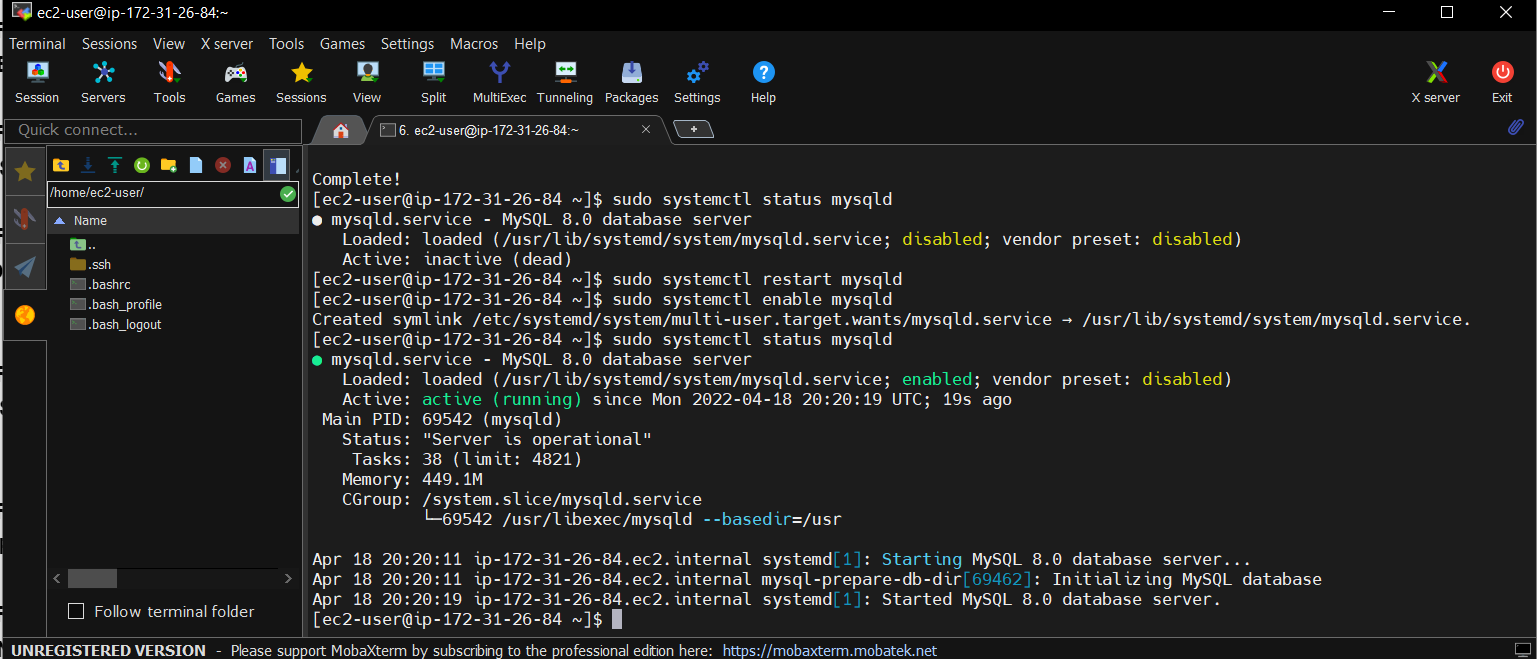 ec2-user@ip-172-31-26-84:~
Terminal Sessions View X server Tools Games Settings Macros Help
Session Servers Tools Games Sessions View Split MultiExec Tunneling Packages Settings Help X server Exit
Quick connect...
6. ec2-user@ip-172-31-26-84:~
/home/ec2-user/
Name
..
.ssh
.bashrc
.bash_profile
.bash_logout
Follow terminal folder
Complete!
[ec2-user@ip-172-31-26-84 ~]$ sudo systemctl status mysqld
● mysqld.service - MySQL 8.0 database server
Loaded: loaded (/usr/lib/systemd/system/mysqld.service; disabled; vendor preset: disabled)
Active: inactive (dead)
[ec2-user@ip-172-31-26-84 ~]$ sudo systemctl restart mysqld
[ec2-user@ip-172-31-26-84 ~]$ sudo systemctl enable mysqld
Created symlink /etc/systemd/system/multi-user.target.wants/mysqld.service → /usr/lib/systemd/system/mysqld.service.
[ec2-user@ip-172-31-26-84 ~]$ sudo systemctl status mysqld
● mysqld.service - MySQL 8.0 database server
Loaded: loaded (/usr/lib/systemd/system/mysqld.service; enabled; vendor preset: disabled)
Active: active (running) since Mon 2022-04-18 20:20:19 UTC; 19s ago
Main PID: 69542 (mysqld)
Status: "Server is operational"
Tasks: 38 (limit: 4821)
Memory: 449.1M
CGroup: /system.slice/mysqld.service
└─69542 /usr/libexec/mysqld --basedir=/usr
Apr 18 20:20:11 ip-172-31-26-84.ec2.internal systemd[1]: Starting MySQL 8.0 database server...
Apr 18 20:20:11 ip-172-31-26-84.ec2.internal mysql-prepare-db-dir[69462]: Initializing MySQL database
Apr 18 20:20:19 ip-172-31-26-84.ec2.internal systemd[1]: Started MySQL 8.0 database server.
[ec2-user@ip-172-31-26-84 ~]$
UNREGISTERED VERSION - Please support MobaXterm by subscribing to the professional edition here: https://mobaxterm.mobatek.net